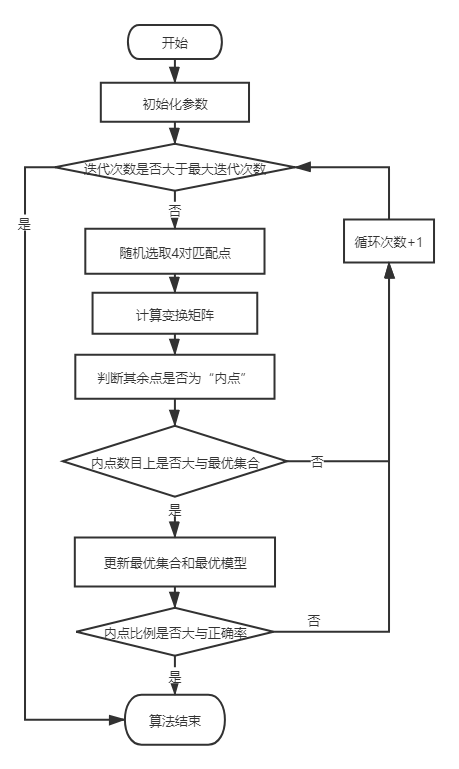 开始
初始化参数
迭代次数是否大于最大迭代次数
是
否
随机选取4对匹配点
循环次数+1
计算变换矩阵
判断其余点是否为“内点”
内点数目上是否大与最优集合
否
是
更新最优集合和最优模型
否
内点比例是否大与正确率
是
算法结束